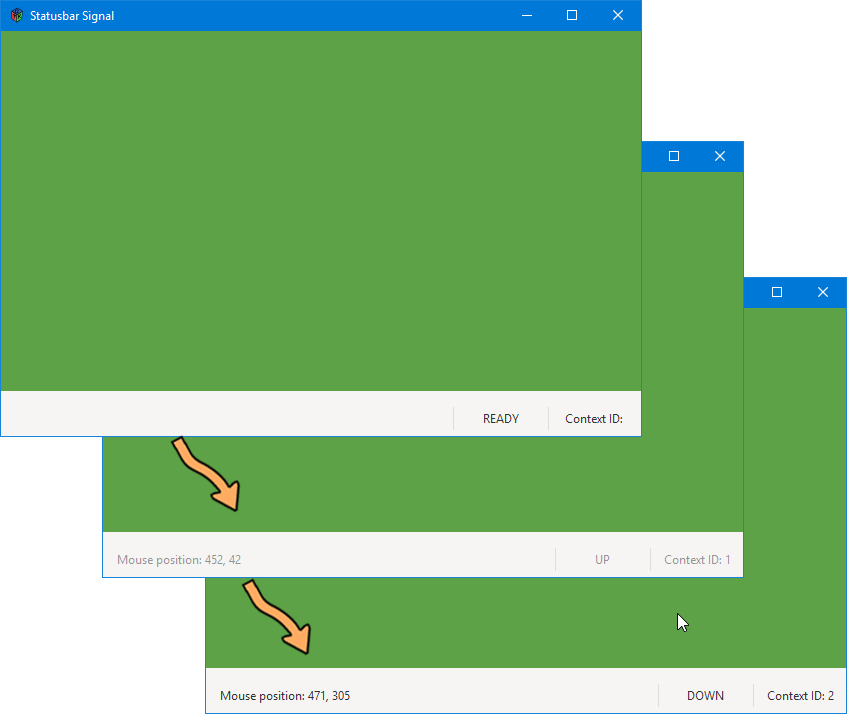 Statusbar Signal
READY Context ID:
Mouse position: 452, 42 UP Context ID: 1
Mouse position: 471, 305 DOWN Context ID: 2